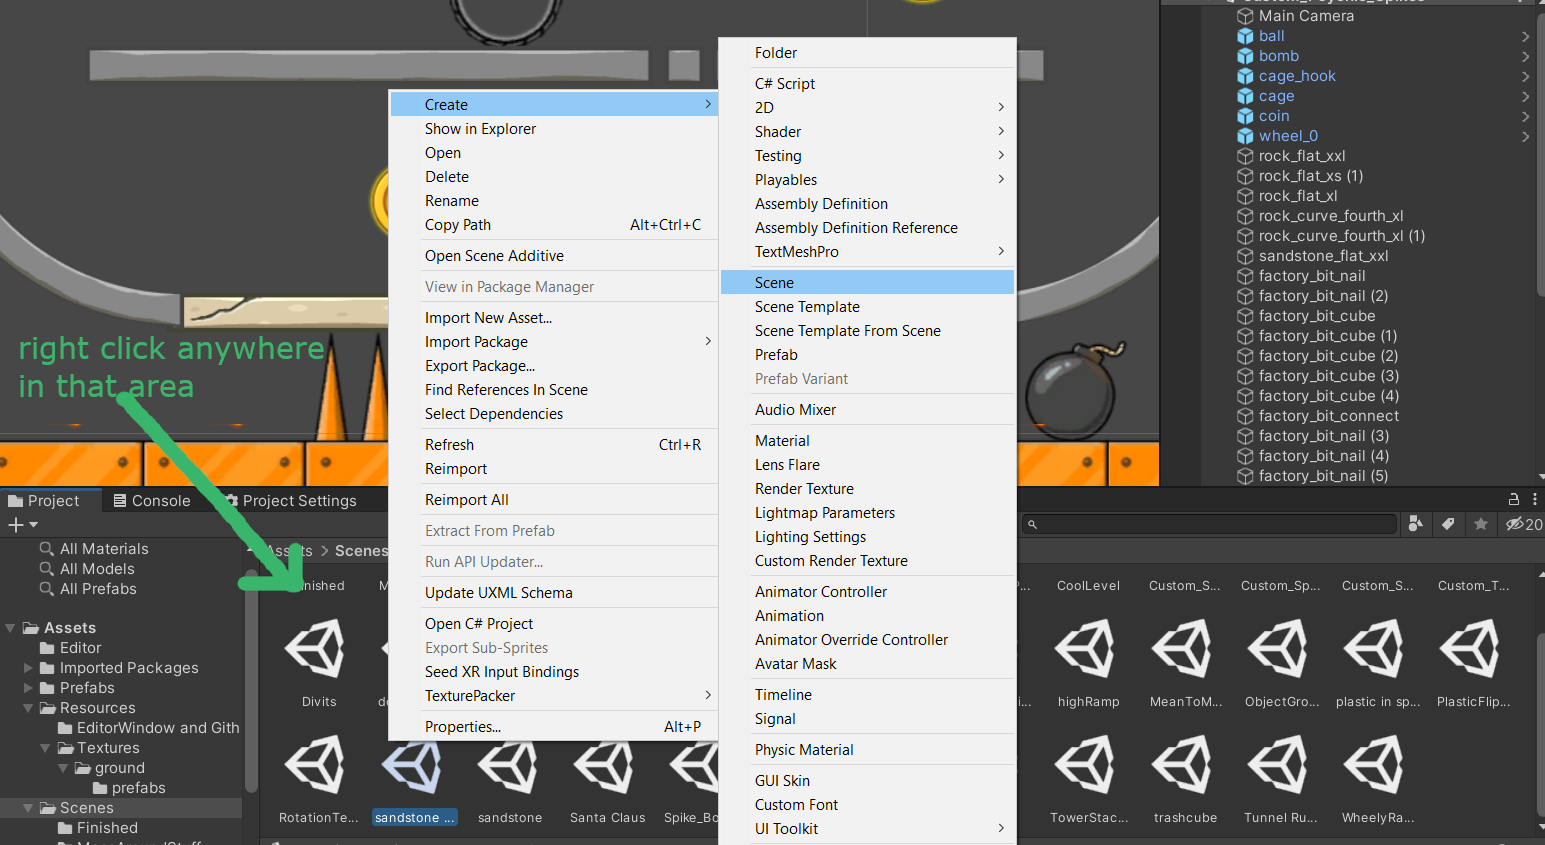 Main Camera
ball
bomb
cage_hook
cage
coin
wheel_0
rock_flat_xxl
rock_flat_xs (1)
rock_flat_xl
rock_curve_fourth_xl
rock_curve_fourth_xl (1)
sandstone_flat_xxl
factory_bit_nail
factory_bit_nail (2)
factory_bit_cube
factory_bit_cube (1)
factory_bit_cube (2)
factory_bit_cube (3)
factory_bit_cube (4)
factory_bit_connect
factory_bit_nail (3)
factory_bit_nail (4)
factory_bit_nail (5)
right click anywhere
in that area
Create
Show in Explorer
Open
Delete
Rename
Copy Path Alt+Ctrl+C
Open Scene Additive
View in Package Manager
Import New Asset...
Import Package
Export Package...
Find References In Scene
Select Dependencies
Refresh Ctrl+R
Reimport
Reimport All
Extract From Prefab
Run API Updater...
Update UXML Schema
Open C# Project
Export Sub-Sprites
Seed XR Input Bindings
TexturePacker
Properties... Alt+P
Folder
C# Script
2D
Shader
Testing
Playables
Assembly Definition
Assembly Definition Reference
TextMeshPro
Scene
Scene Template
Scene Template From Scene
Prefab
Prefab Variant
Audio Mixer
Material
Lens Flare
Render Texture
Lightmap Parameters
Lighting Settings
Custom Render Texture
Animator Controller
Animation
Animator Override Controller
Avatar Mask
Timeline
Signal
Physic Material
GUI Skin
Custom Font
UI Toolkit
Project Console Project Settings
20
All Materials
All Models
All Prefabs
Assets
Editor
Imported Packages
Prefabs
Resources
EditorWindow and Gith
Textures
ground
prefabs
Scenes
Finished
Assets > Scenes
CoolLevel Custom_S... Custom_Sp... Custom_S... Custom_T...
Divits highRamp MeanToM... ObjectGro... plastic in sp... PlasticFlip...
RotationTe... sandstone ... sandstone Santa Claus Spike_Bo TowerStac... trashcube Tunnel Ru... WheelyRa...